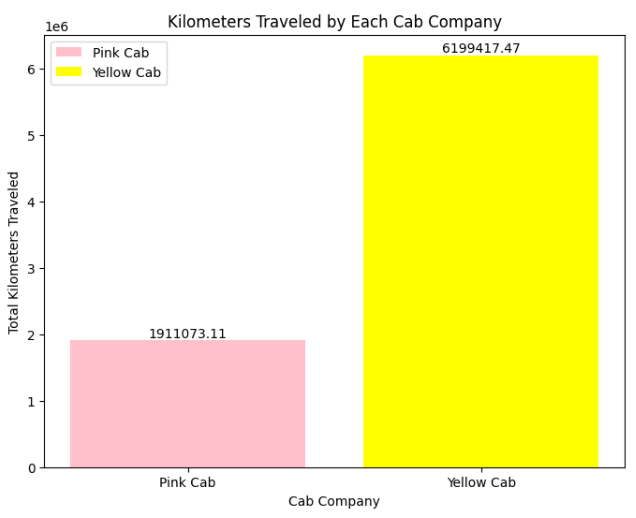 Kilometers Traveled by Each Cab Company
1e6
Pink Cab
Yellow Cab
6199417.47
1911073.11
6
5
4
3
2
1
0
Total Kilometers Traveled
Pink Cab
Yellow Cab
Cab Company